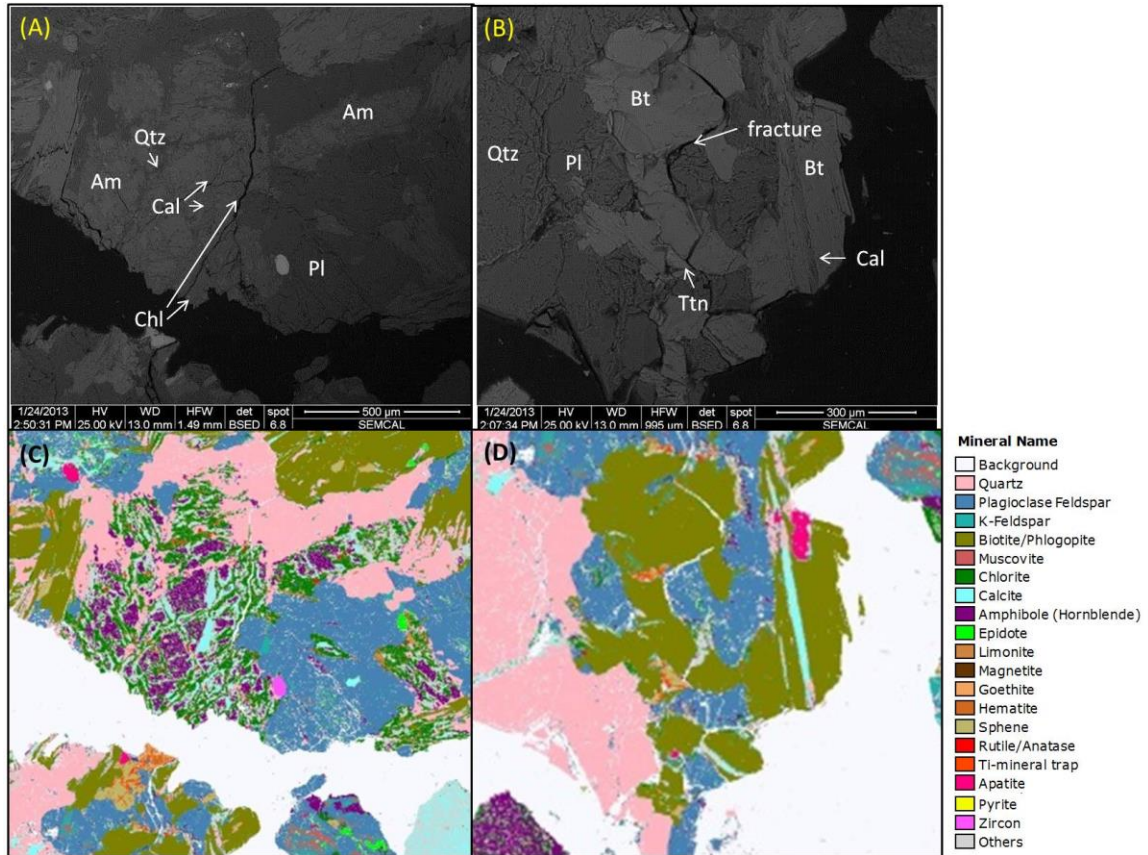 (A)
Am
Qtz
Am
Cal
Pl
Chl
1/24/2013 HV WD HFW det spot 500 µm
2:50:31 PM 25.00 kV 13.0 mm 1.49 mm BSED 6.8 SEMCAL
(B)
Bt
fracture
Qtz
Pl
Bt
Cal
Ttn
1/24/2013 HV WD HFW det spot 300 µm
2:07:34 PM 25.00 kV 13.0 mm 995 µm BSED 6.8 SEMCAL
(C)
(D)
Mineral Name
Background
Quartz
Plagioclase Feldspar
K-Feldspar
Biotite/Phlogopite
Muscovite
Chlorite
Calcite
Amphibole (Hornblende)
Epidote
Limonite
Magnetite
Goethite
Hematite
Sphene
Rutile/Anatase
Ti-mineral trap
Apatite
Pyrite
Zircon
Others